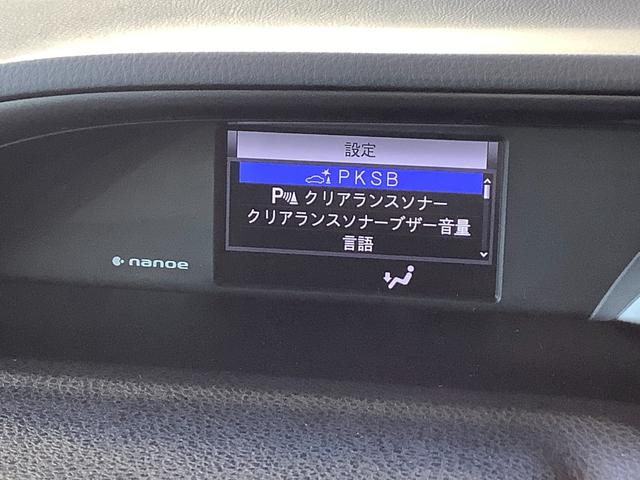 設定
PKSB
P クリアランスソナー
クリアランスソナーブザー音量
言語
nanoe